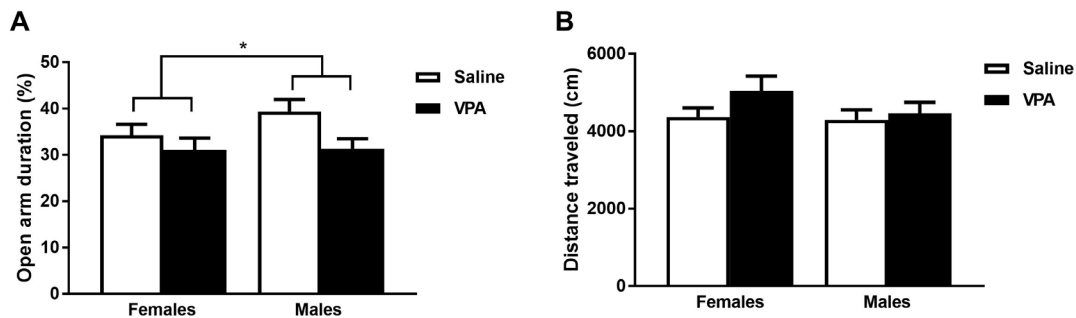 A
*
Open arm duration (%)
50
40
30
20
10
0
Females
Males
Saline
VPA
B
Distance traveled (cm)
6000
4000
2000
0
Females
Males
Saline
VPA